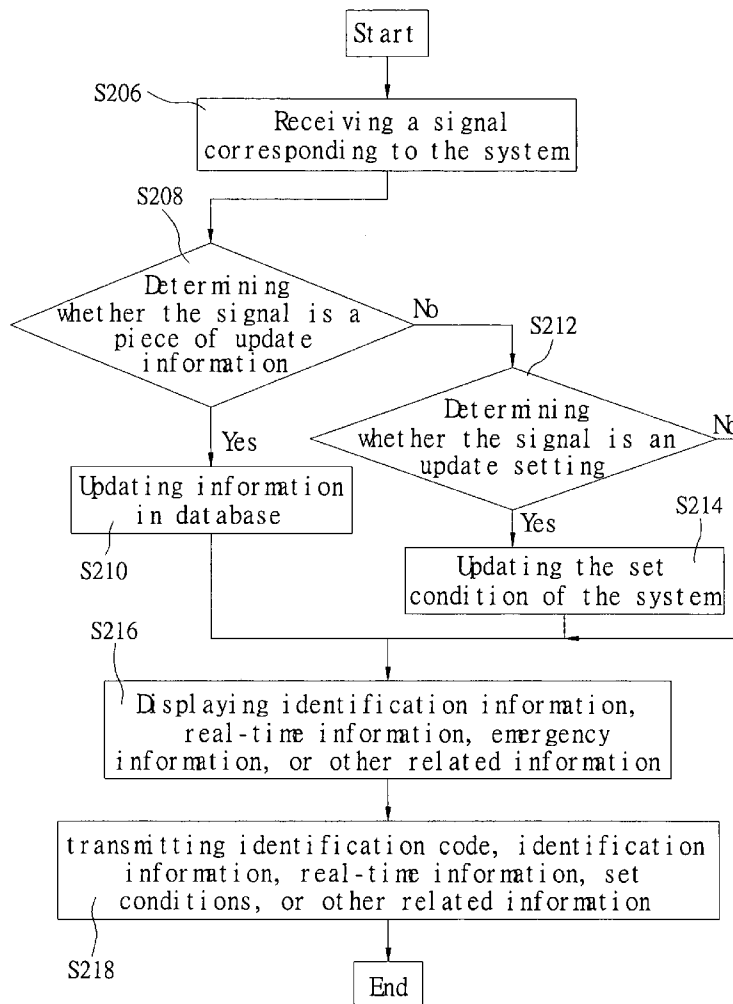 Start
S206
Receiving a signal
corresponding to the system
S208
Determining
whether the signal is a
piece of update
information
No
S212
Determining
whether the signal is an
update setting
No
Yes
Updating information
in database
S210
Yes
S214
Updating the set
condition of the system
S216
Displaying identification information,
real-time information, emergency
information, or other related information
transmitting identification code, identification
information, real-time information, set
conditions, or other related information
S218
End